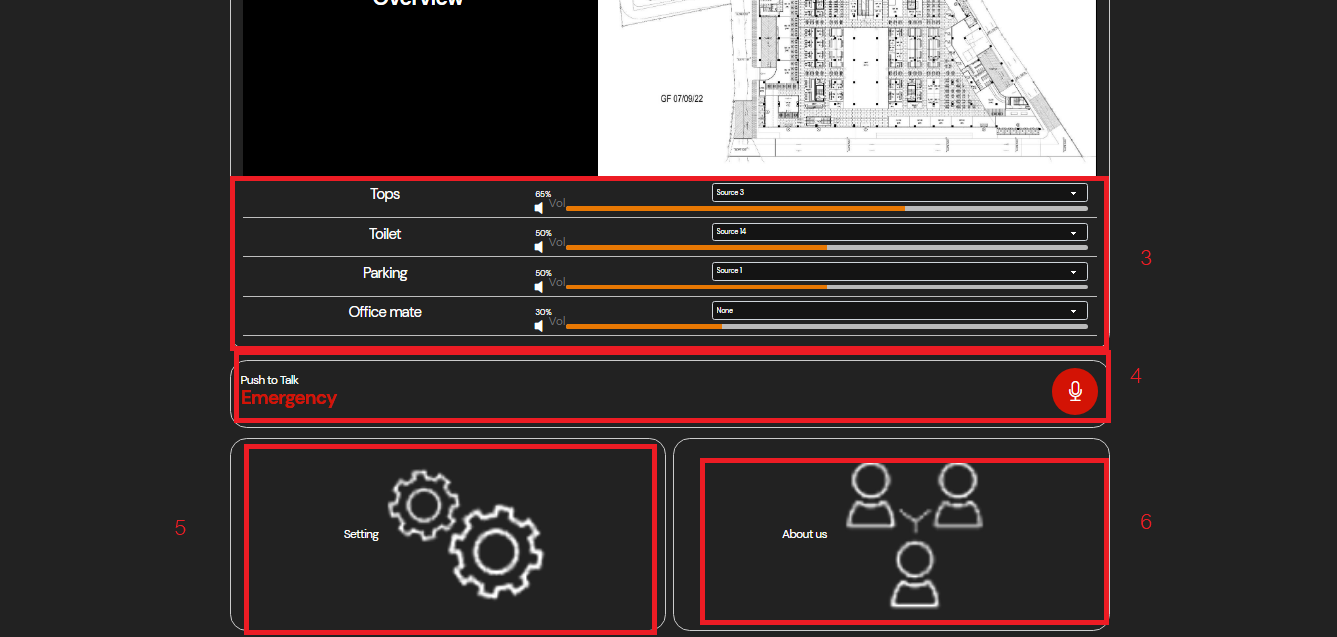 Overview
GF 07/09/22
Tops
65%
Vol
Source 3
Toilet
50%
Vol
Source 14
Parking
50%
Vol
Source 1
Office mate
30%
Vol
None
3
Push to Talk
Emergency
4
5
Setting
About us
6